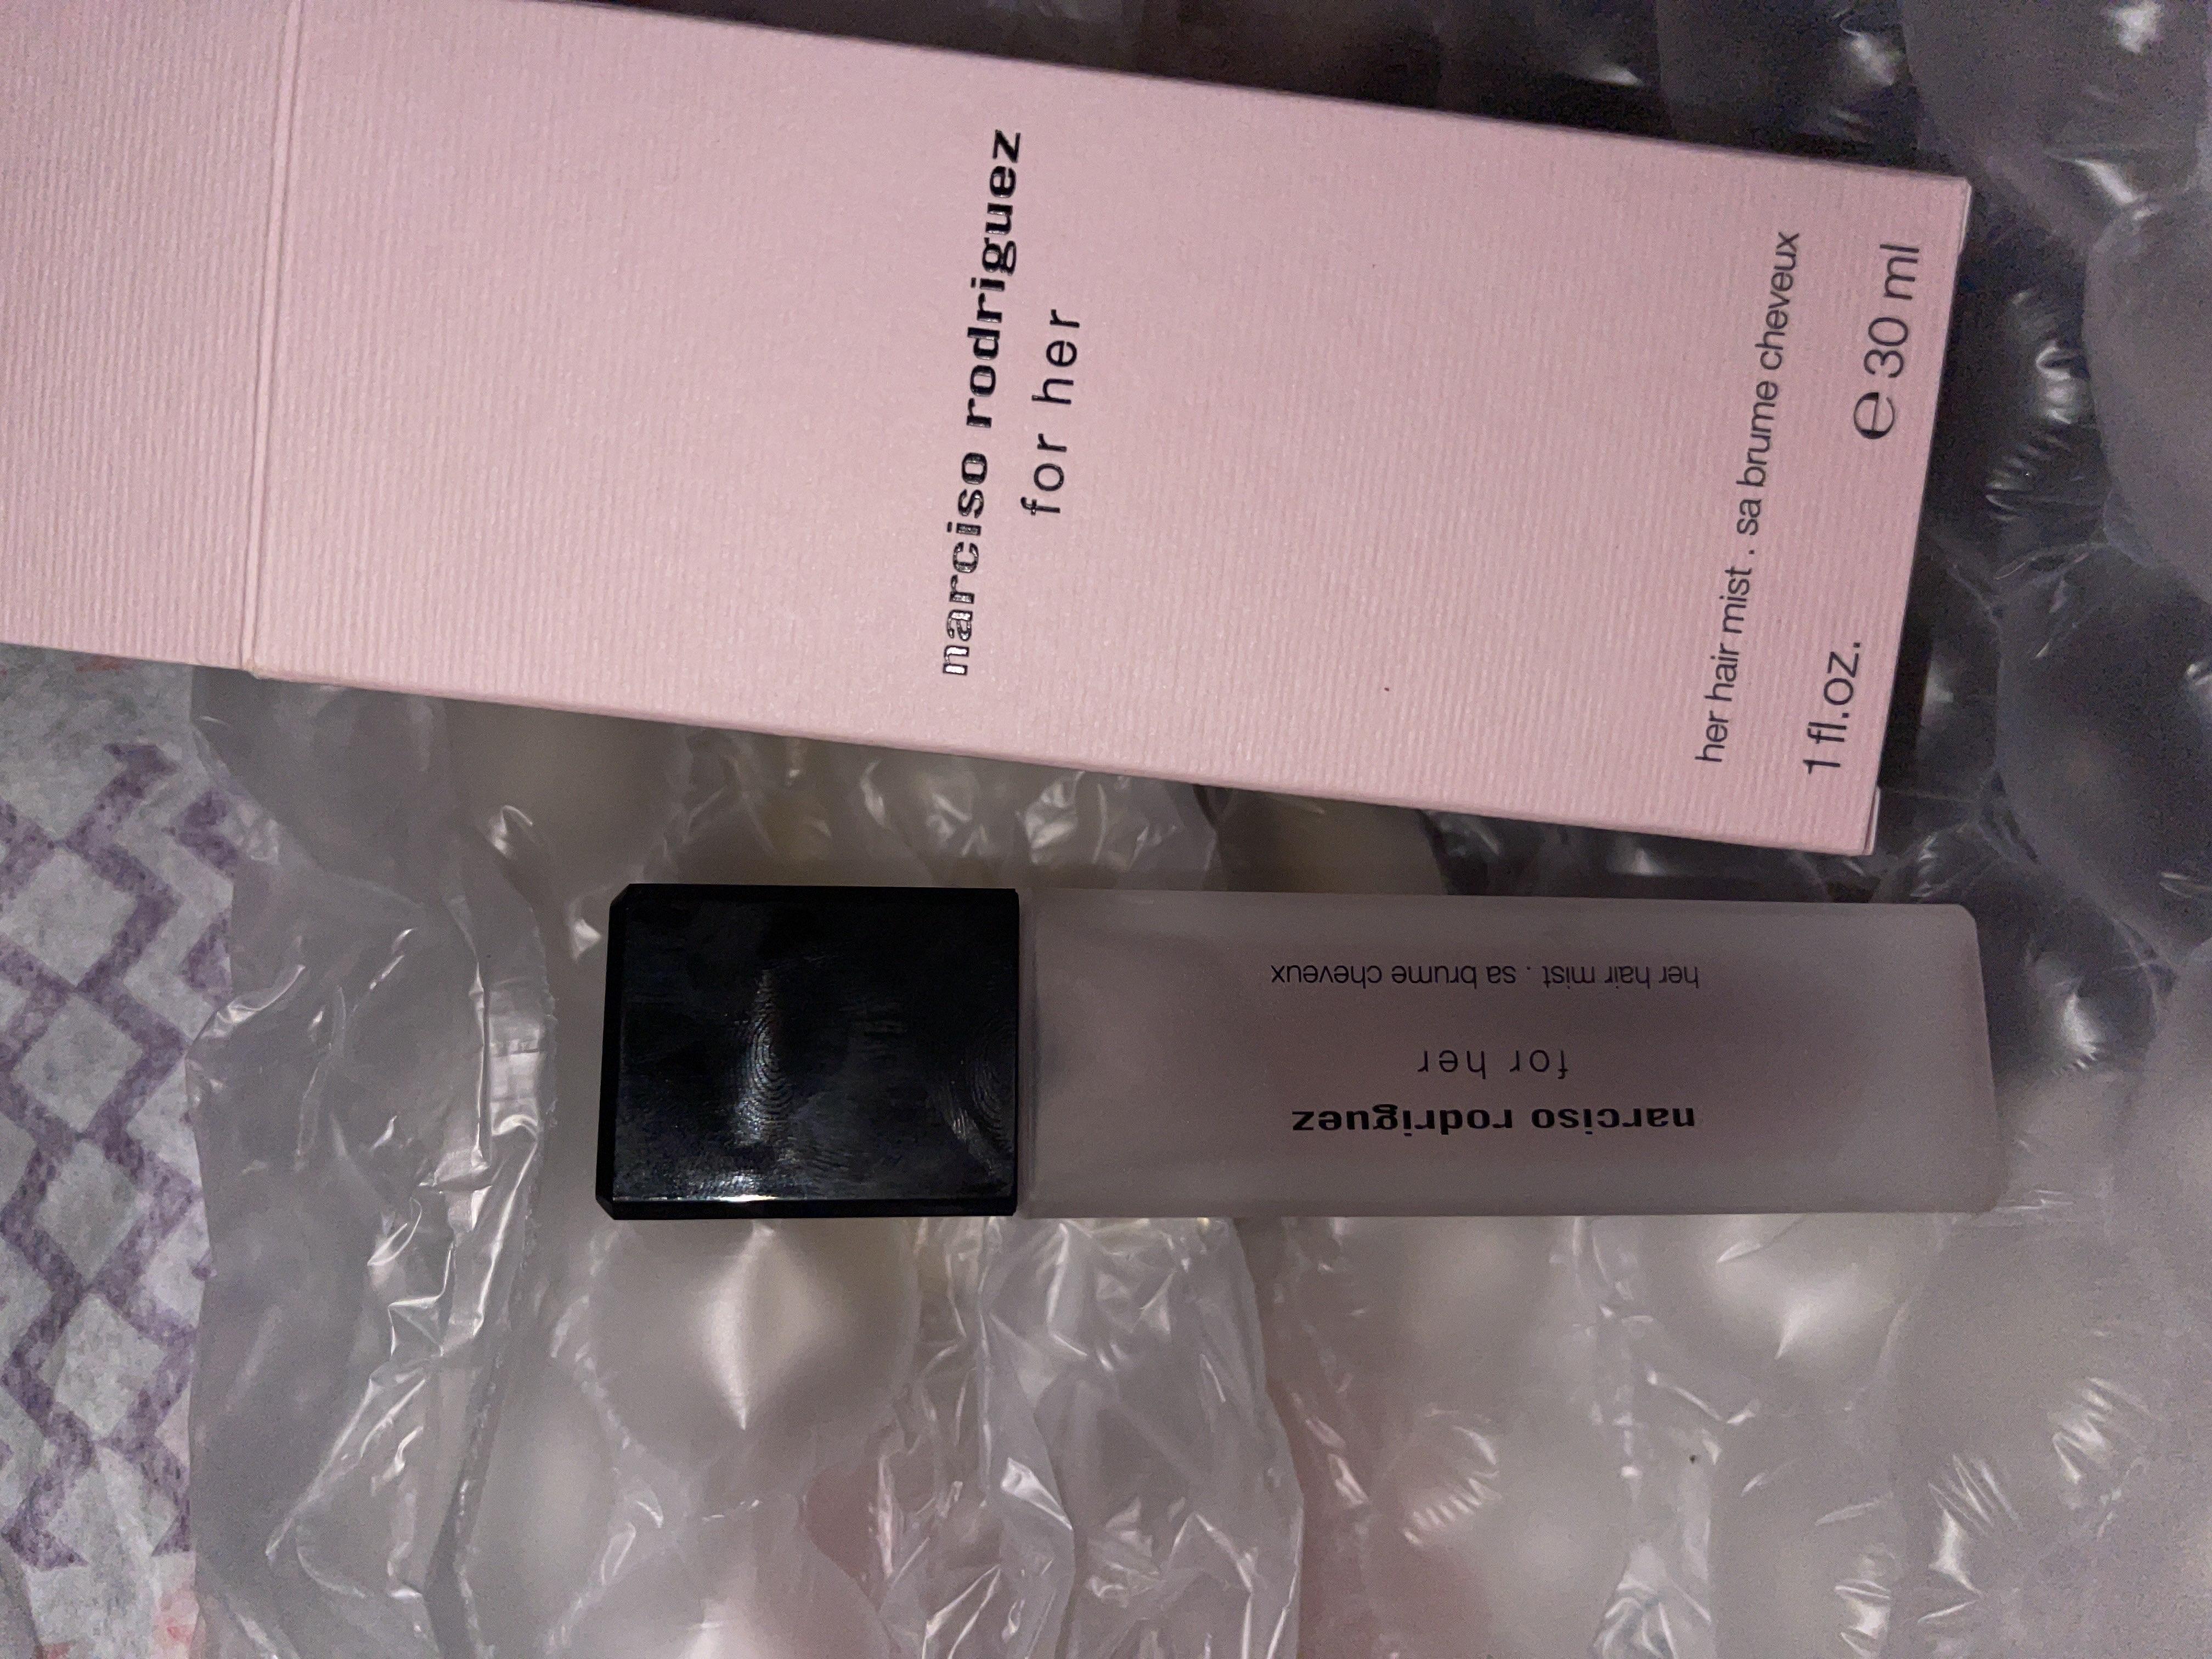 narciso rodriguez
for her
her hair mist . sa brume cheveux
1 fl.oz. e 30 ml
narciso rodriguez
for her
her hair mist . sa brume cheveux